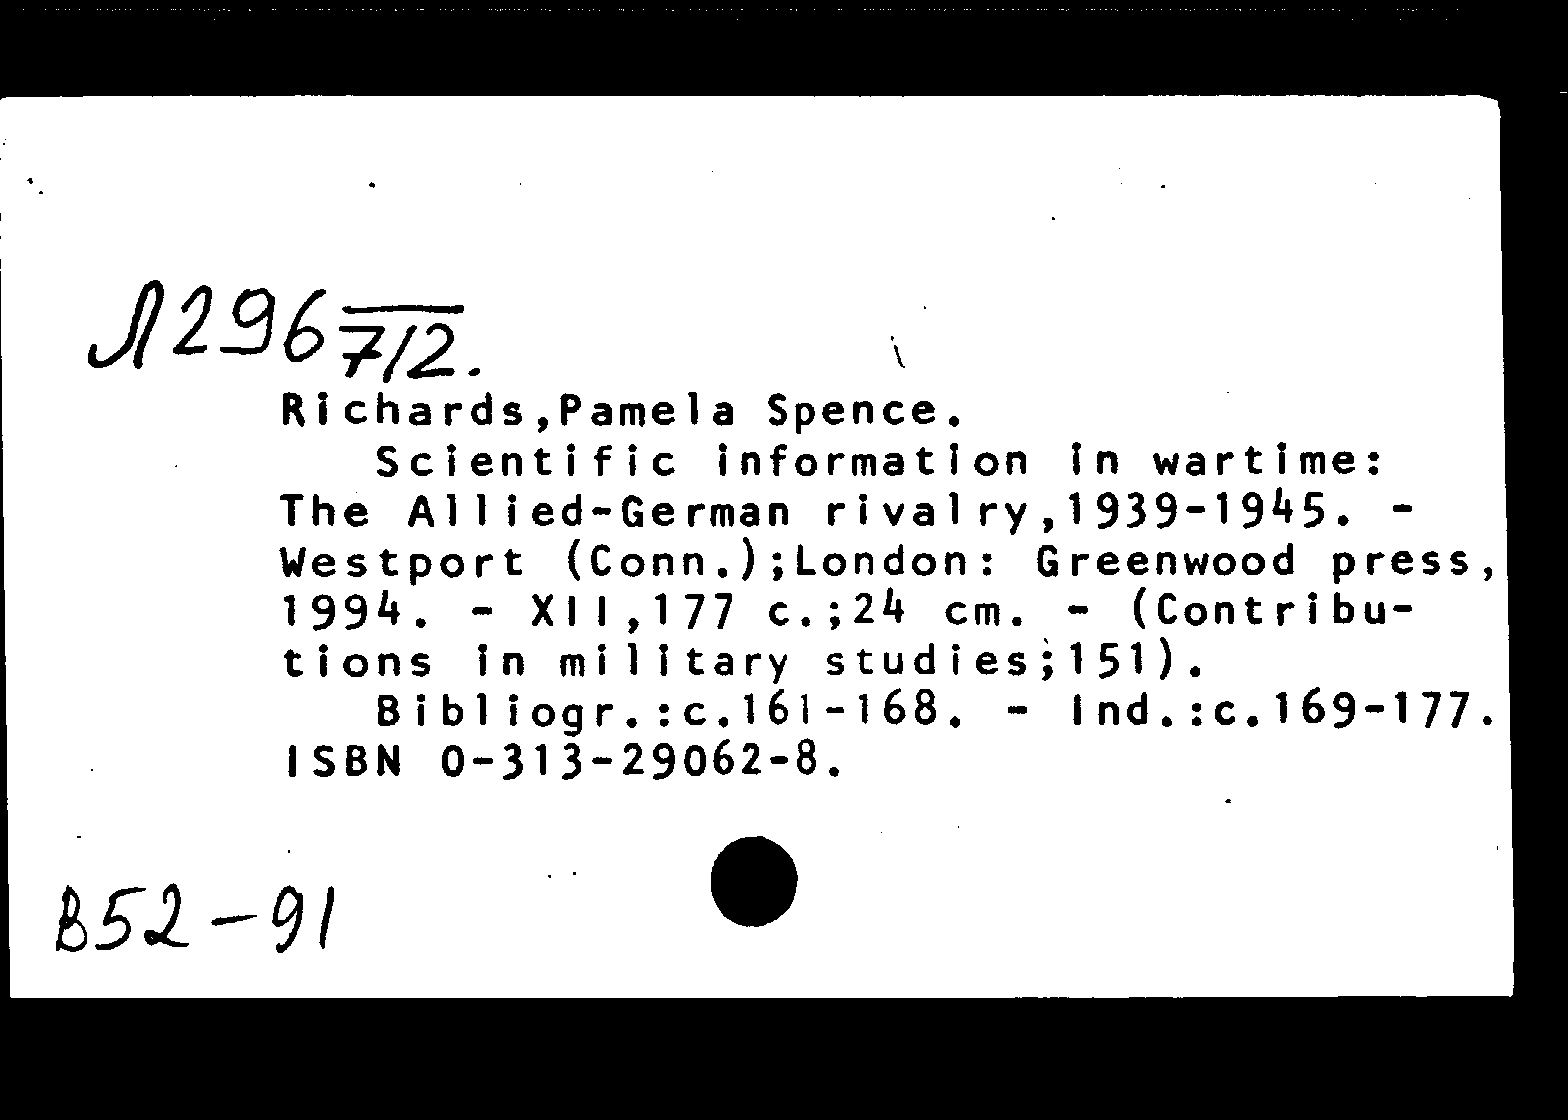 Л296 7/2.
Richards,Pamela Spence.
Scientific information in wartime:
The Allied-German rivalry,1939-1945. -
Westport (Conn.);London: Greenwood press,
1994. - XII,177 c.;24 cm. - (Contribu-
tions in military studies;151).
Bibliogr.:c.161-168. - Ind.:c.169-177.
ISBN 0-313-29062-8.
В52-91